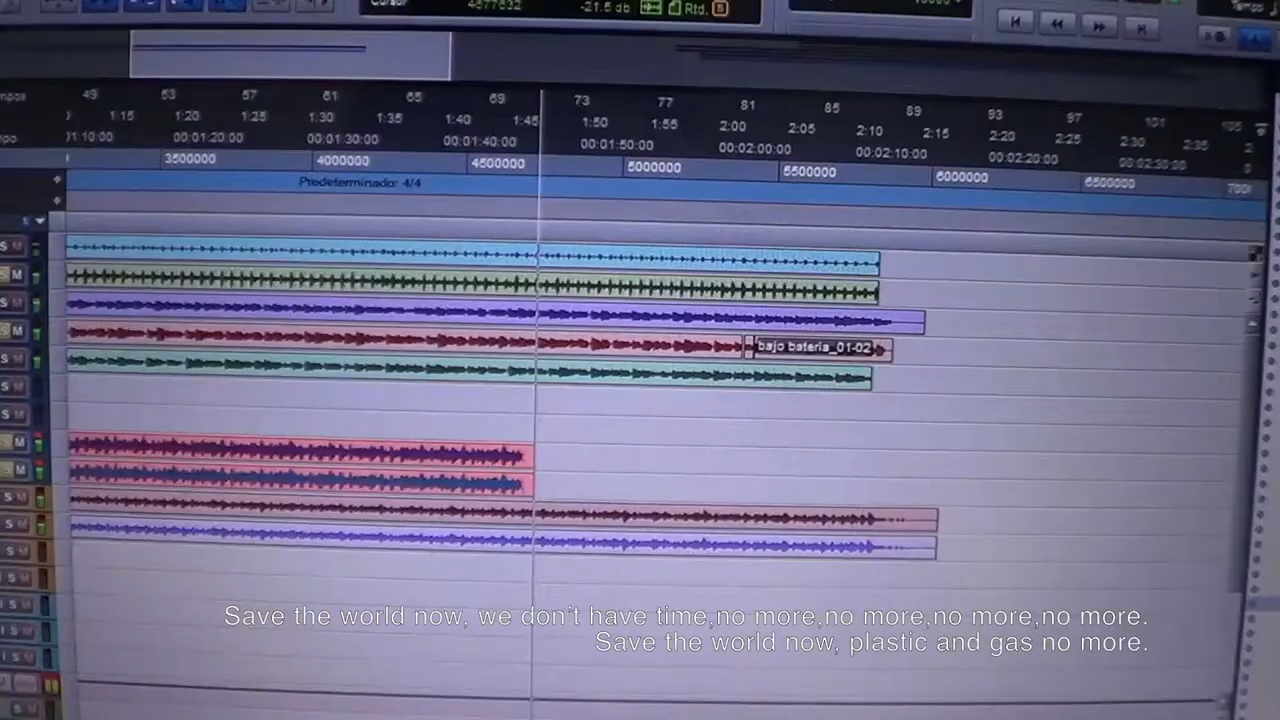 Cursor 4877632 -21.6 db Rtd.
49 53 57 61 65 69 73 77 81 85 89 93 97 101 105
1:15 1:20 1:25 1:30 1:35 1:40 1:45 1:50 1:55 2:00 2:05 2:10 2:15 2:20 2:25 2:30 2:35
00:01:20:00 00:01:30:00 00:01:40:00 00:01:50:00 00:02:00:00 00:02:10:00 00:02:20:00 00:02:30:00
3500000 4000000 4500000 5000000 5500000 6000000 6500000
Predeterminado: 4/4
S M
S M
S M
S M
bajo bateria_01-02
S M
S M
S M
S M
S M
S M
S M
S M
I S M
I S M
I S M
I S M
S M
Save the world now, we don't have time,no more,no more,no more,no more.
Save the world now, plastic and gas no more.